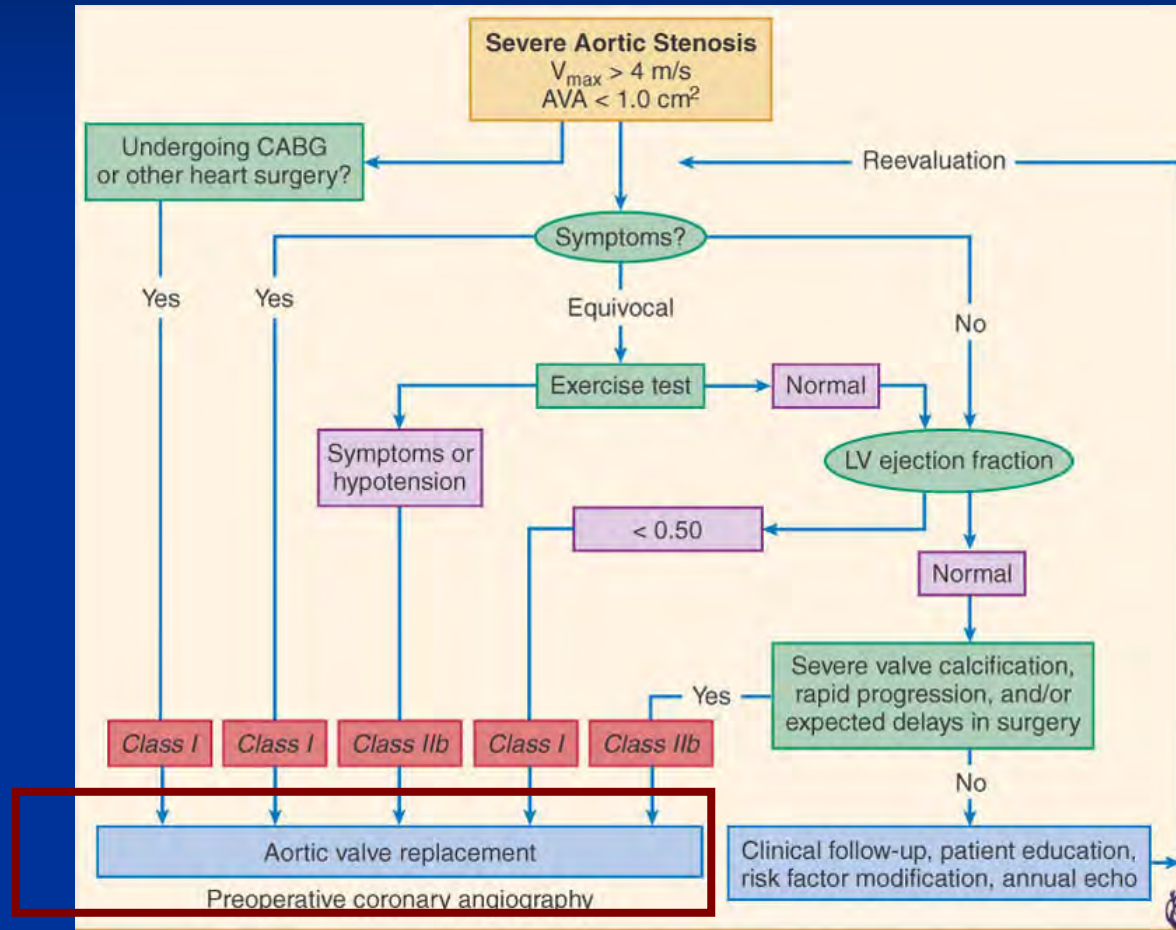 Severe Aortic Stenosis
Vmax > 4 m/s
AVA < 1.0 cm²
Undergoing CABG
or other heart surgery?
Reevaluation
Symptoms?
Yes
Yes
Equivocal
No
Exercise test
Normal
Symptoms or
hypotension
LV ejection fraction
< 0.50
Normal
Severe valve calcification,
rapid progression, and/or
expected delays in surgery
Yes
Class I
Class I
Class IIb
Class I
Class IIb
No
Aortic valve replacement
Clinical follow-up, patient education,
risk factor modification, annual echo
Preoperative coronary angiography